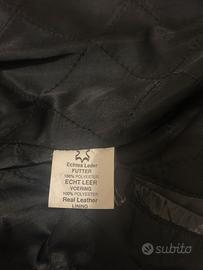 Echtes Leder
FUTTER
100% POLYESTER
ECHT LEER
VOERING
100% POLYESTER
Real Leather
LINING
subito